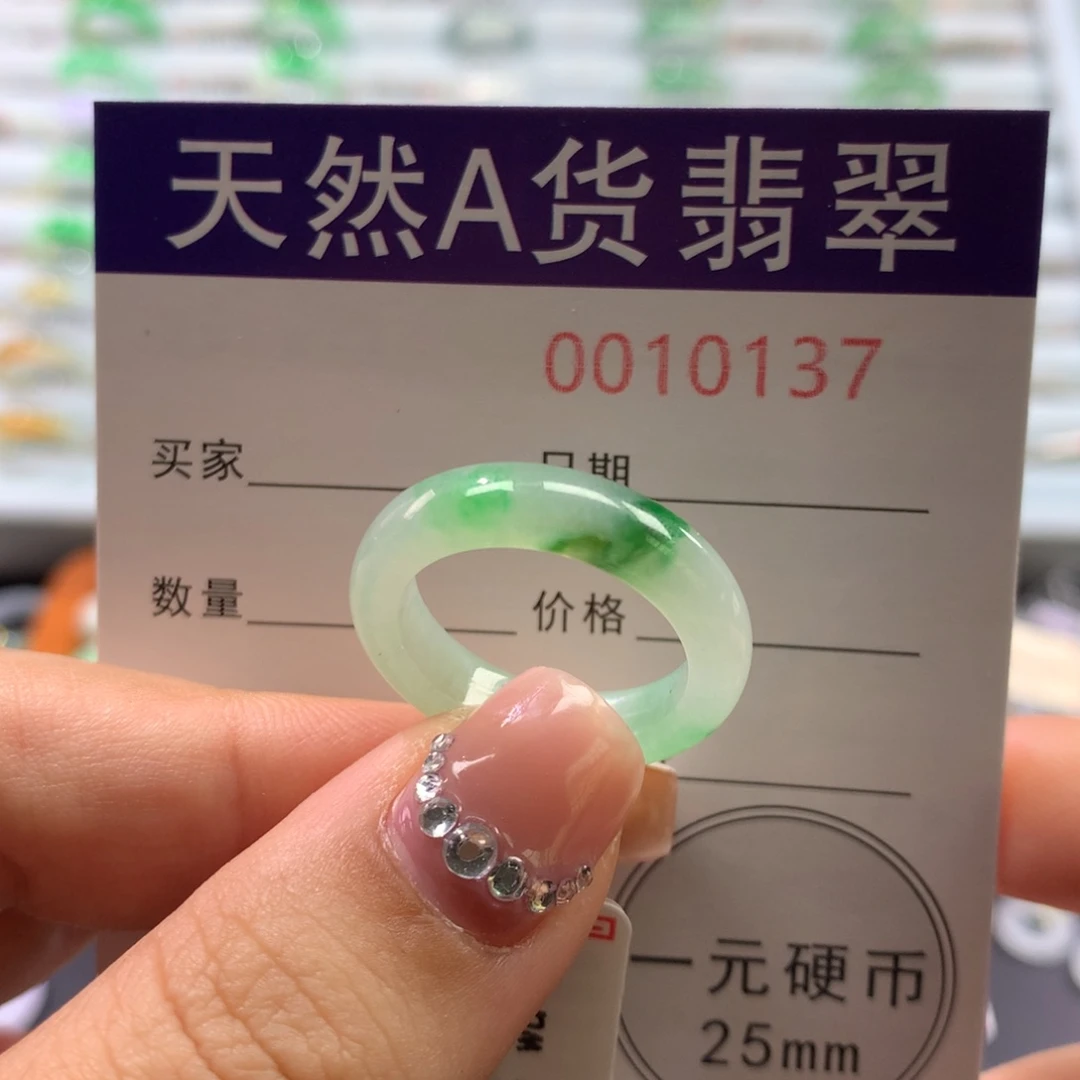 天然A货翡翠
0010137
买家 日期
数量 价格
一元硬币
25mm